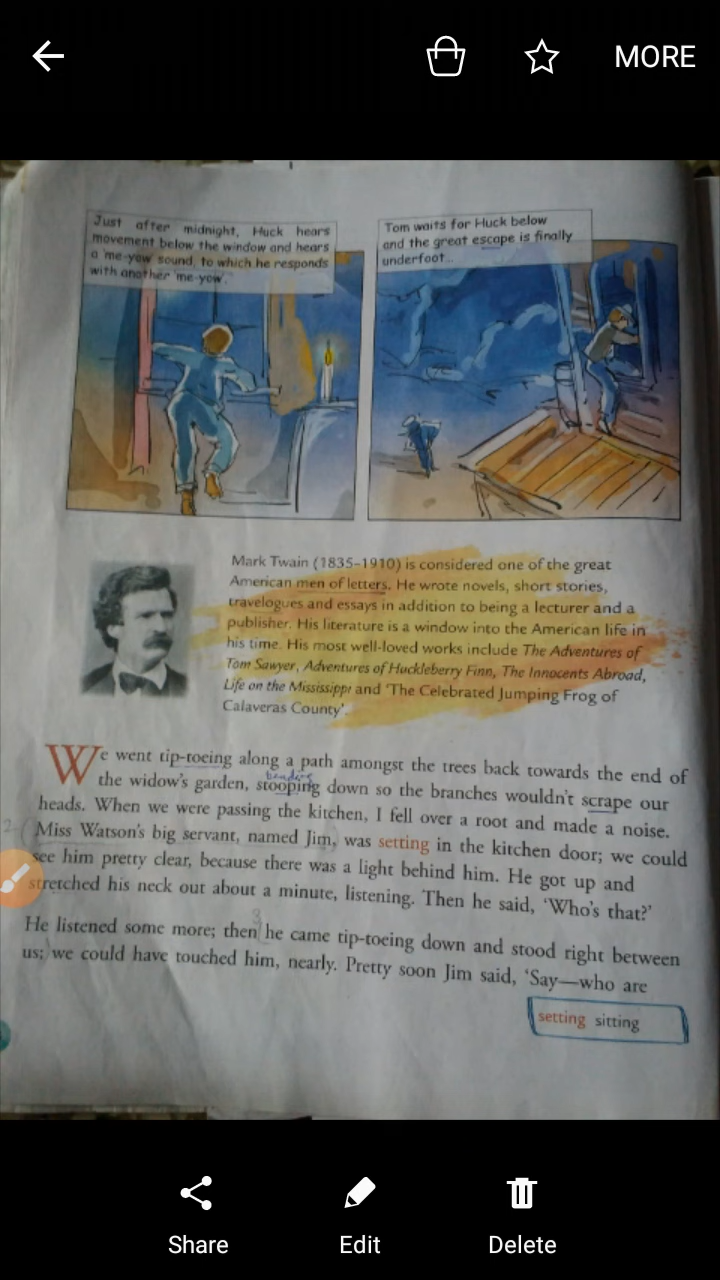 MORE
Just after midnight, Huck hears
movement below the window and hears
a 'me-yow' sound, to which he responds
with another 'me-yow'.
Tom waits for Huck below
and the great escape is finally
underfoot...
Mark Twain (1835–1910) is considered one of the great
American men of letters. He wrote novels, short stories,
travelogues and essays in addition to being a lecturer and a
publisher. His literature is a window into the American life in
his time. His most well-loved works include The Adventures of
Tom Sawyer, Adventures of Huckleberry Finn, The Innocents Abroad,
Life on the Mississippi and 'The Celebrated Jumping Frog of
Calaveras County'.
We went tip-toeing along a path amongst the trees back towards the end of
bending
the widow's garden, stooping down so the branches wouldn't scrape our
heads. When we were passing the kitchen, I fell over a root and made a noise.
2 Miss Watson's big servant, named Jim, was setting in the kitchen door; we could
see him pretty clear, because there was a light behind him. He got up and
stretched his neck out about a minute, listening. Then he said, 'Who's that?'
3
He listened some more; then he came tip-toeing down and stood right between
us; we could have touched him, nearly. Pretty soon Jim said, 'Say—who are
setting sitting
Share Edit Delete